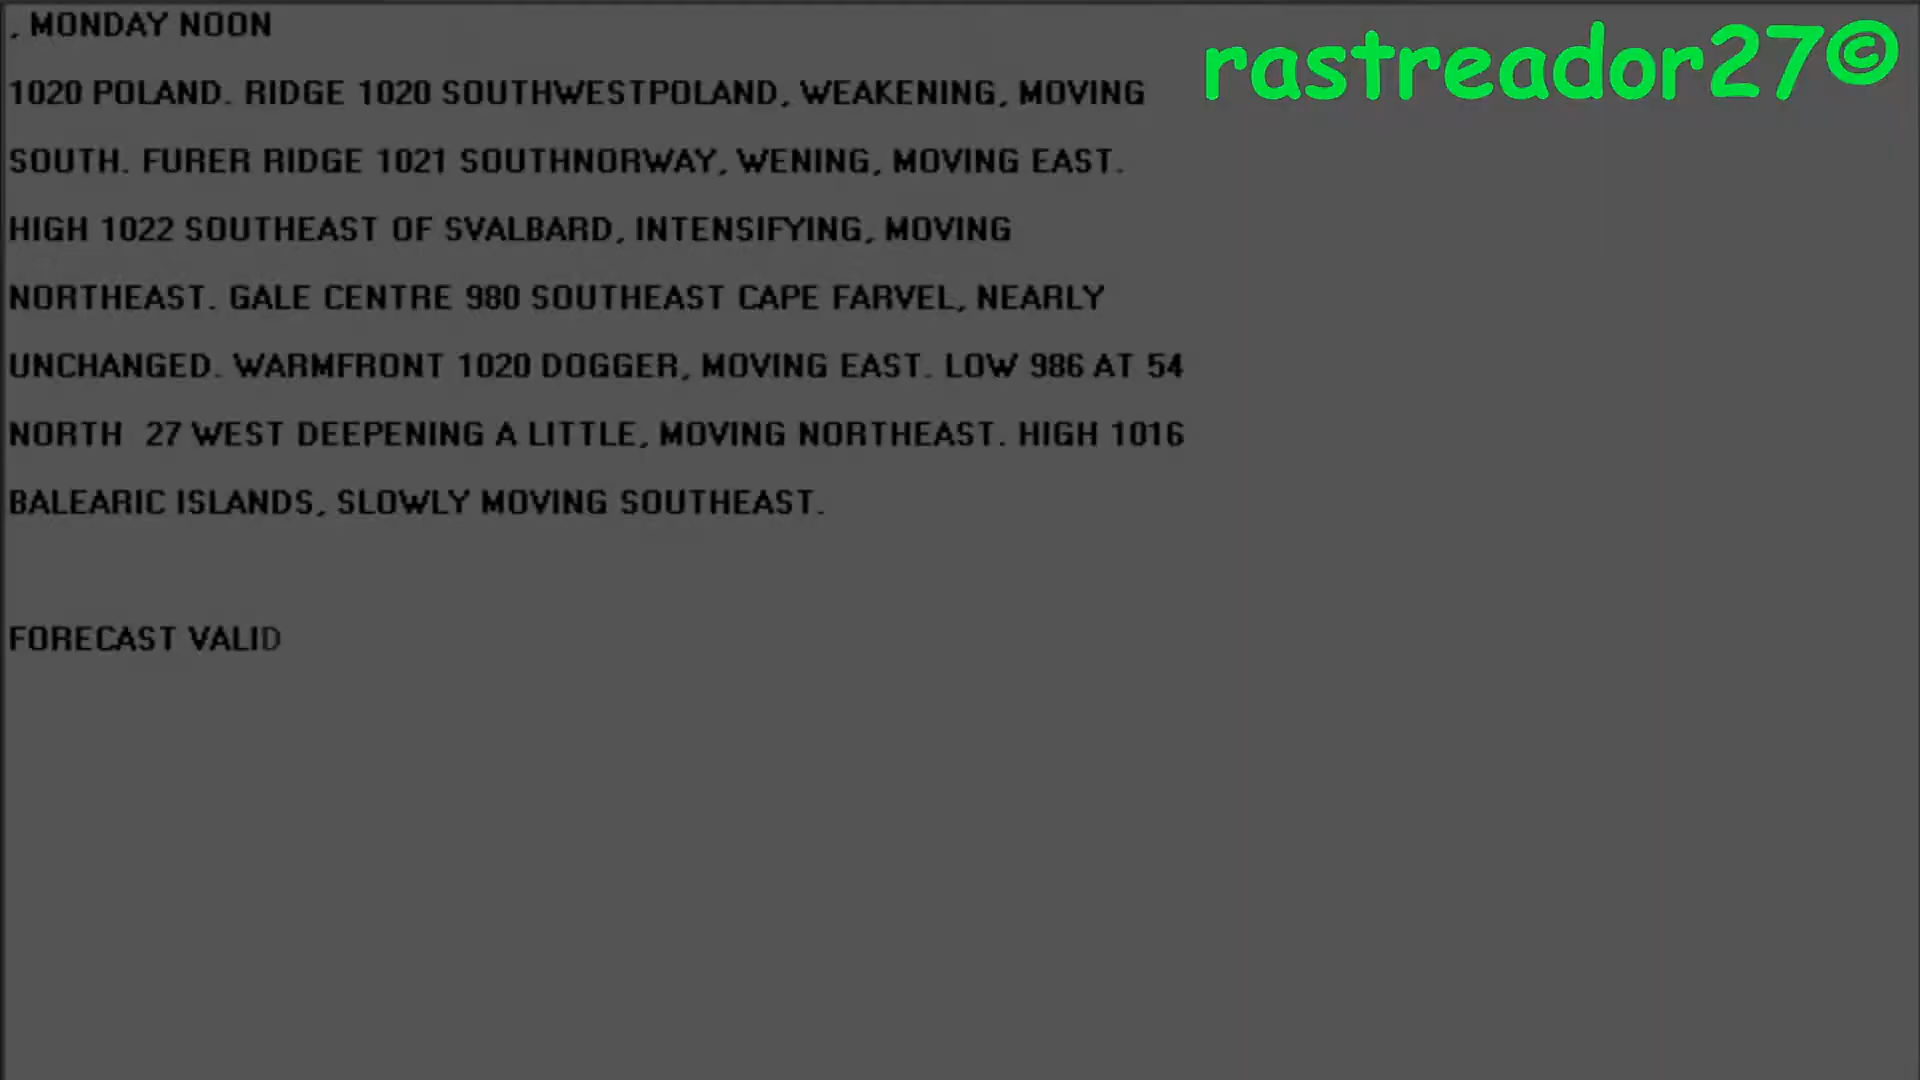 , MONDAY NOON
rastreador27©
1020 POLAND. RIDGE 1020 SOUTHWESTPOLAND, WEAKENING, MOVING
SOUTH. FURER RIDGE 1021 SOUTHNORWAY, WENING, MOVING EAST.
HIGH 1022 SOUTHEAST OF SVALBARD, INTENSIFYING, MOVING
NORTHEAST. GALE CENTRE 980 SOUTHEAST CAPE FARVEL, NEARLY
UNCHANGED. WARMFRONT 1020 DOGGER, MOVING EAST. LOW 986 AT 54
NORTH  27 WEST DEEPENING A LITTLE, MOVING NORTHEAST. HIGH 1016
BALEARIC ISLANDS, SLOWLY MOVING SOUTHEAST.
FORECAST VALID